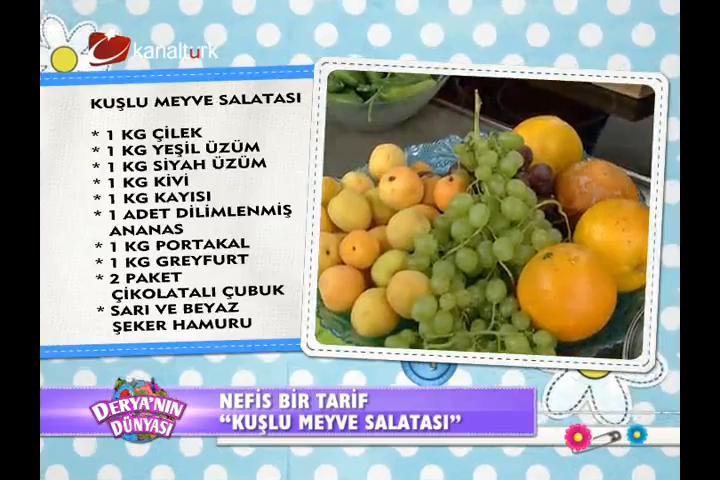 kanaltürk
KUŞLU MEYVE SALATASI
* 1 KG ÇİLEK
* 1 KG YEŞİL ÜZÜM
* 1 KG SİYAH ÜZÜM
* 1 KG KİVİ
* 1 KG KAYISI
* 1 ADET DİLİMLENMİŞ
ANANAS
* 1 KG PORTAKAL
* 1 KG GREYFURT
* 2 PAKET
ÇİKOLATALI ÇUBUK
* SARI VE BEYAZ
ŞEKER HAMURU
DERYA'NIN
DÜNYASI
NEFİS BİR TARİF
“KUŞLU MEYVE SALATASI”